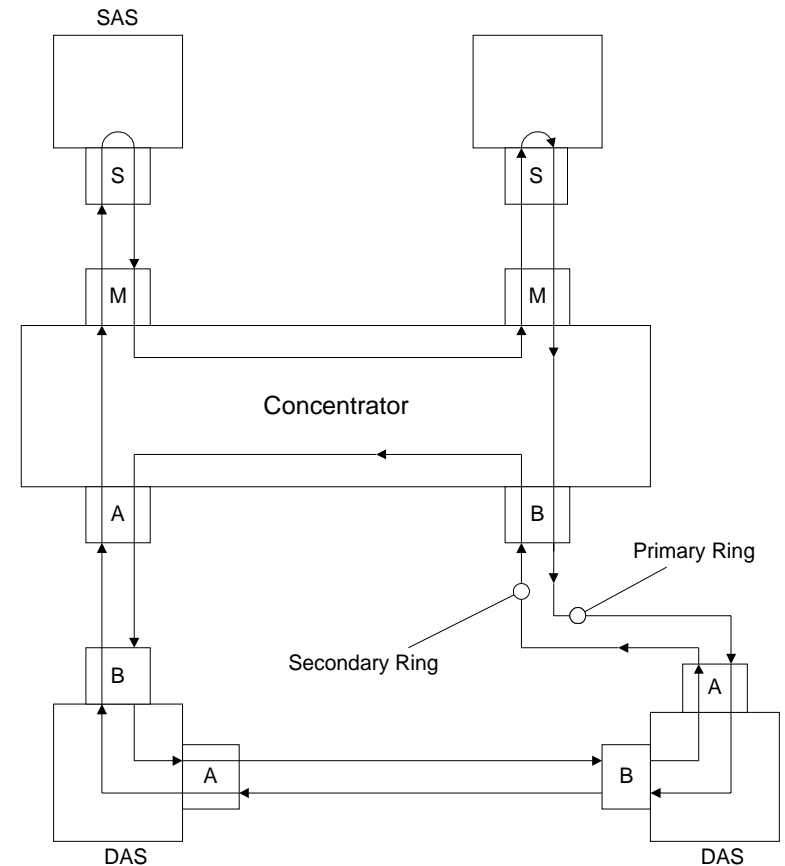 SAS
S
S
M
M
Concentrator
A
B
Primary Ring
Secondary Ring
B
A
A
B
DAS
DAS